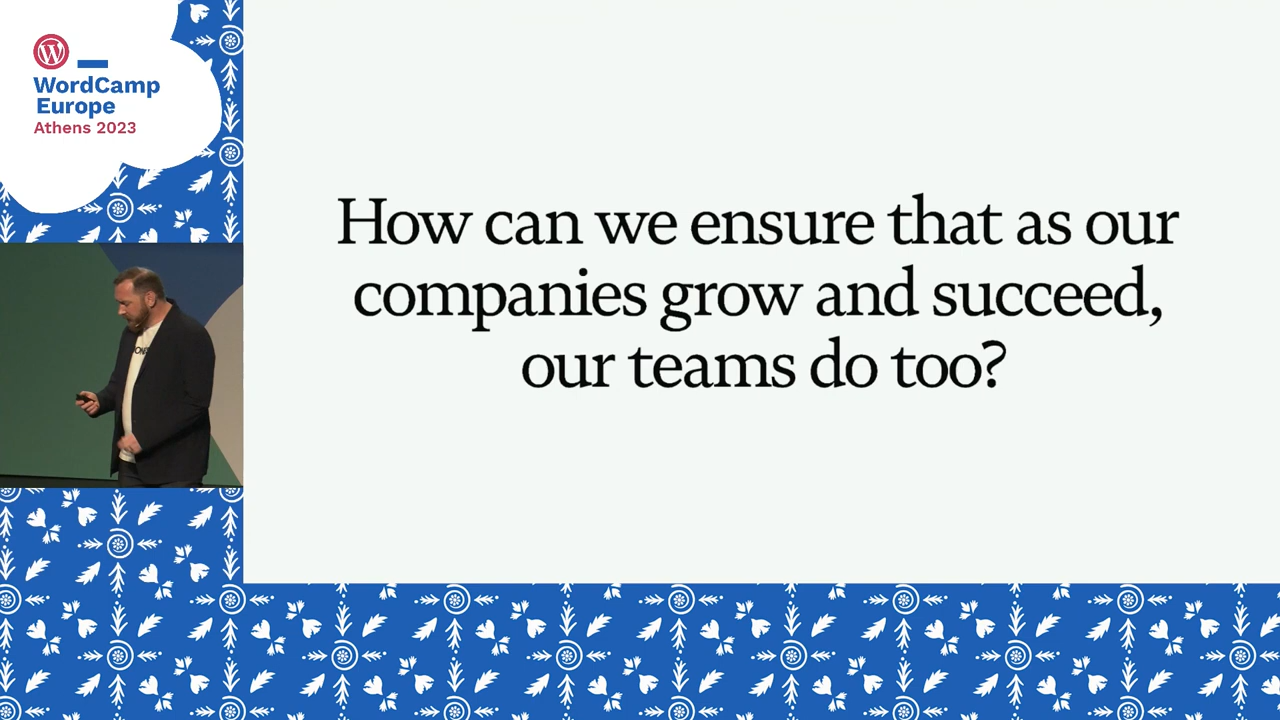 WordCamp
Europe
Athens 2023
How can we ensure that as our
companies grow and succeed,
our teams do too?